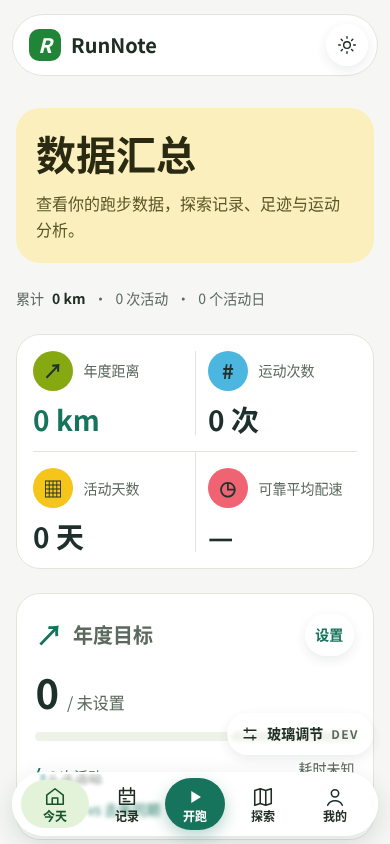 R RunNote
数据汇总
查看你的跑步数据，探索记录、足迹与运动
分析。
累计 0 km • 0 次活动 • 0 个活动日
年度距离
0 km
# 运动次数
0 次
活动天数
0 天
可靠平均配速
—
年度目标
设置
0 / 未设置
玻璃调节 DEV
耗时未知
今天
记录
开跑
探索
我的